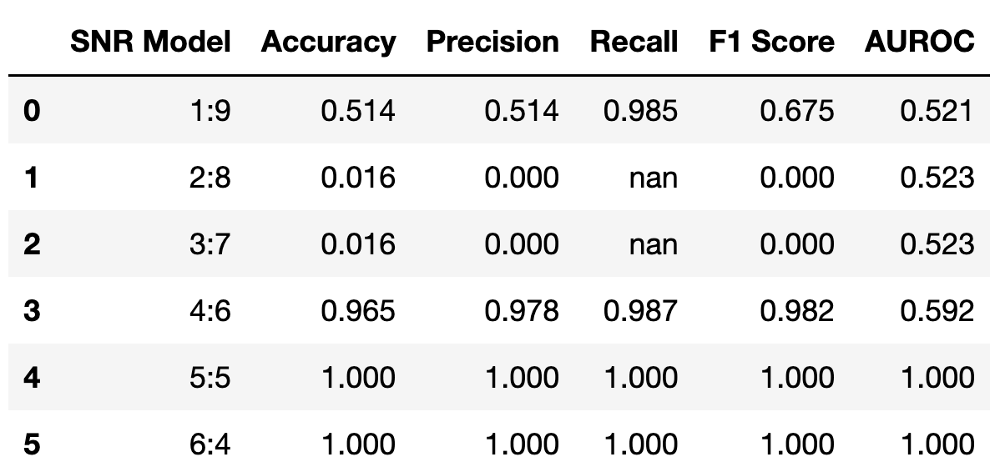 SNR Model Accuracy Precision Recall F1 Score AUROC
0 1:9 0.514 0.514 0.985 0.675 0.521
1 2:8 0.016 0.000 nan 0.000 0.523
2 3:7 0.016 0.000 nan 0.000 0.523
3 4:6 0.965 0.978 0.987 0.982 0.592
4 5:5 1.000 1.000 1.000 1.000 1.000
5 6:4 1.000 1.000 1.000 1.000 1.000